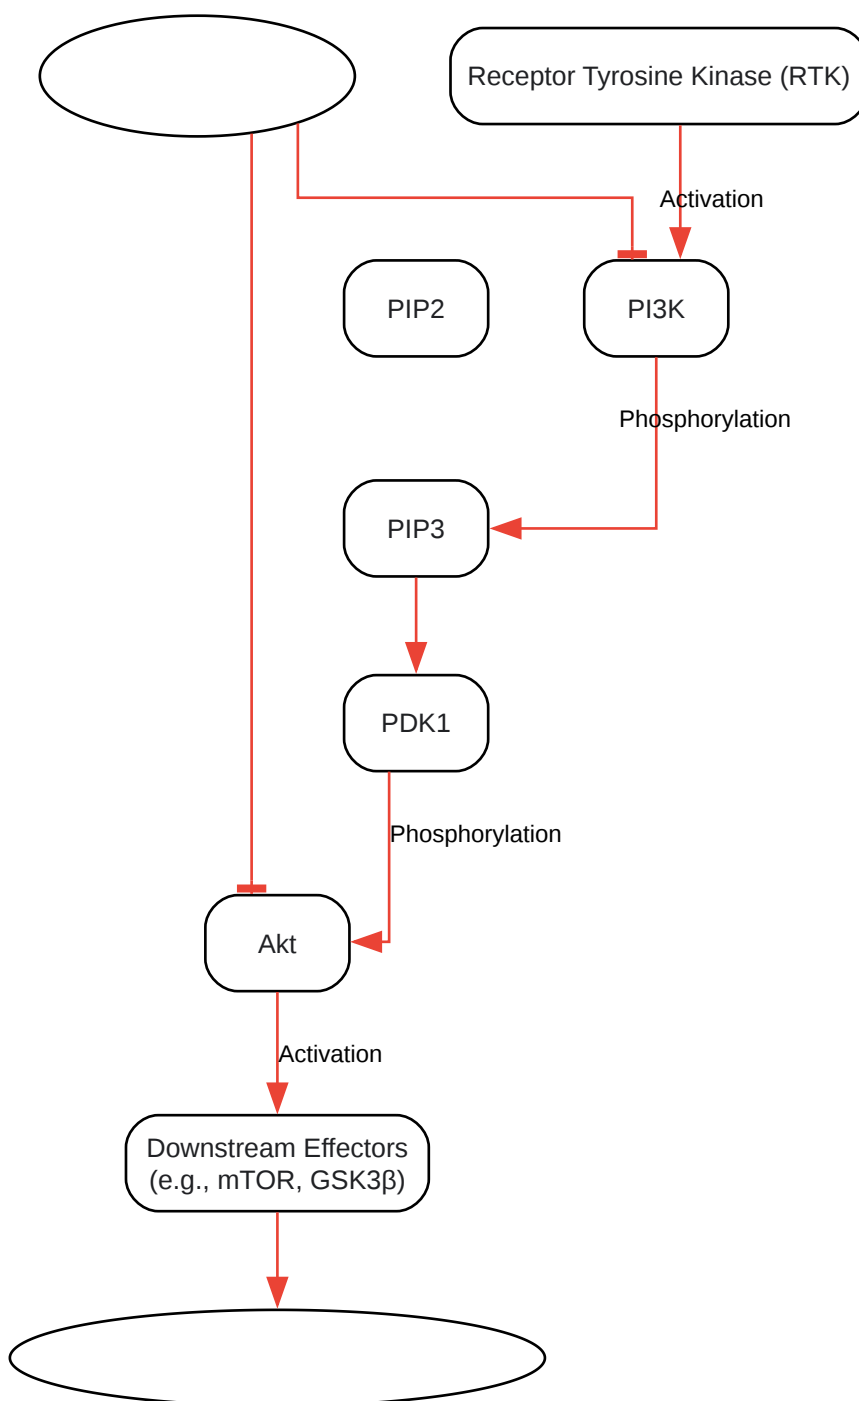 Receptor Tyrosine Kinase (RTK)
Activation
PIP2
PI3K
Phosphorylation
PIP3
PDK1
Phosphorylation
Akt
Activation
Downstream Effectors
(e.g., mTOR, GSK3β)